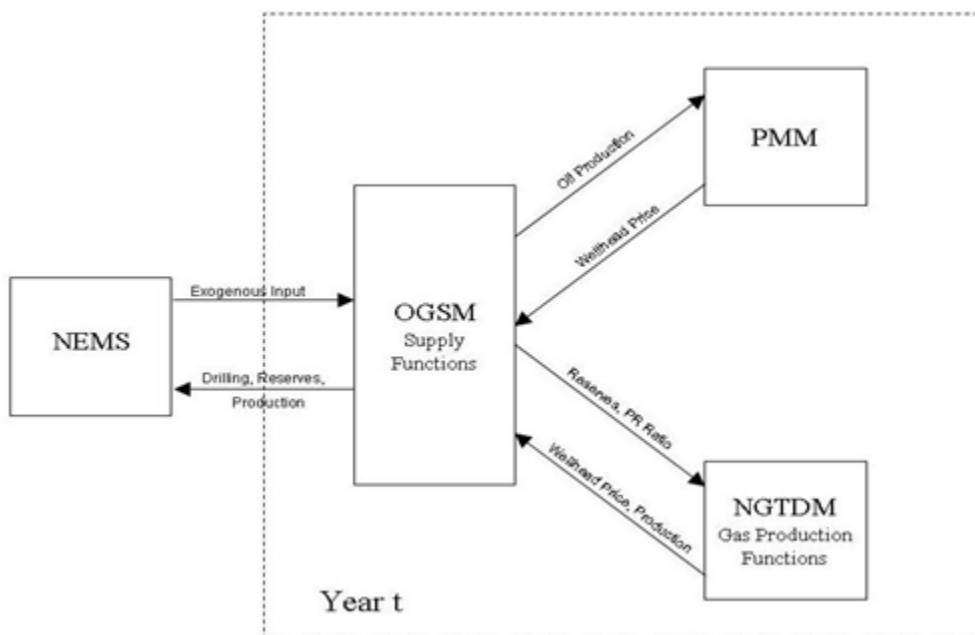 PMM
Oil Production
Wellhead Price
Exogenous Input
NEMS
OGSM
Supply
Functions
Drilling, Reserves,
Production
Reserves, PR Ratio
Wellhead Price, Production
NGTDM
Gas Production
Functions
Year t